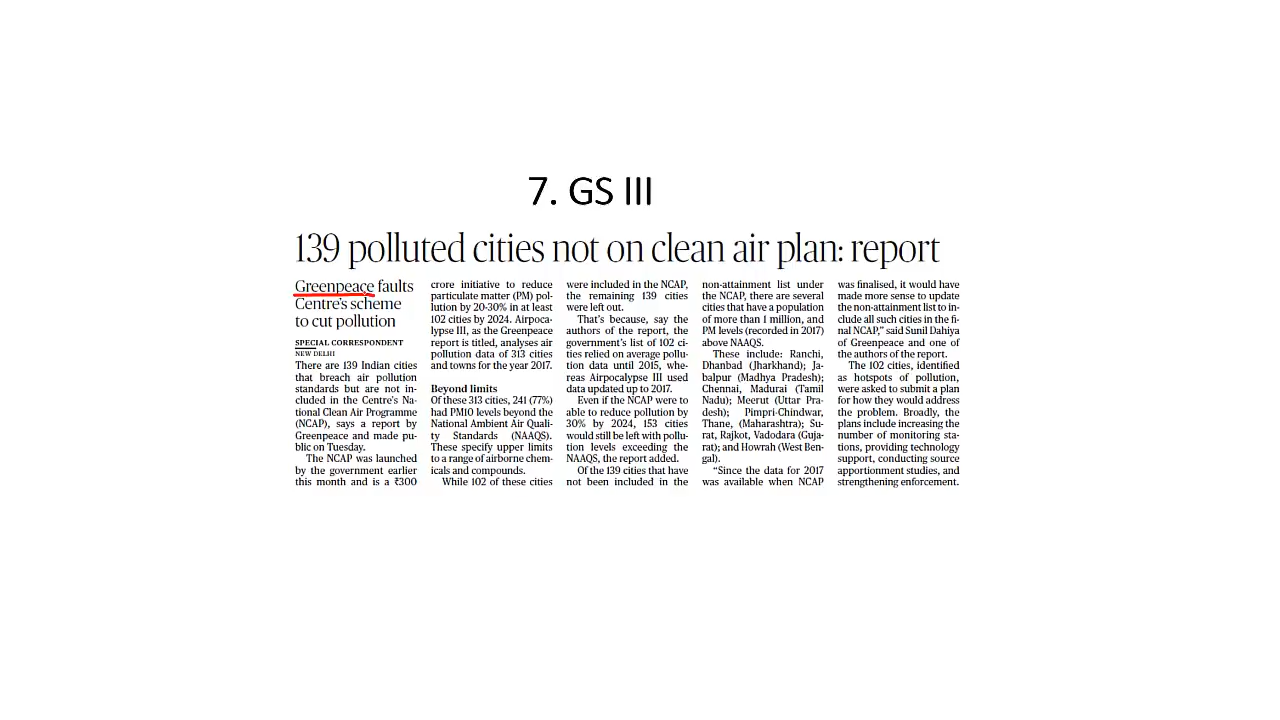 7. GS III
139 polluted cities not on clean air plan: report
Greenpeace faults
Centre's scheme
to cut pollution
SPECIAL CORRESPONDENT
NEW DELHI
There are 139 Indian cities
that breach air pollution
standards but are not in-
cluded in the Centre's Na-
tional Clean Air Programme
(NCAP), says a report by
Greenpeace and made pu-
blic on Tuesday.
The NCAP was launched
by the government earlier
this month and is a ₹300
crore initiative to reduce
particulate matter (PM) pol-
lution by 20-30% in at least
102 cities by 2024. Airpoca-
lypse III, as the Greenpeace
report is titled, analyses air
pollution data of 313 cities
and towns for the year 2017.
Beyond limits
Of these 313 cities, 241 (77%)
had PM10 levels beyond the
National Ambient Air Quali-
ty Standards (NAAQS).
These specify upper limits
to a range of airborne chem-
icals and compounds.
While 102 of these cities
were included in the NCAP,
the remaining 139 cities
were left out.
That's because, say the
authors of the report, the
government's list of 102 ci-
ties relied on average pollu-
tion data until 2015, whe-
reas Airpocalypse III used
data updated up to 2017.
Even if the NCAP were to
able to reduce pollution by
30% by 2024, 153 cities
would still be left with pollu-
tion levels exceeding the
NAAQS, the report added.
Of the 139 cities that have
not been included in the
non-attainment list under
the NCAP, there are several
cities that have a population
of more than 1 million, and
PM levels (recorded in 2017)
above NAAQS.
These include: Ranchi,
Dhanbad (Jharkhand); Ja-
balpur (Madhya Pradesh);
Chennai, Madurai (Tamil
Nadu); Meerut (Uttar Pra-
desh); Pimpri-Chindwar,
Thane, (Maharashtra); Su-
rat, Rajkot, Vadodara (Guja-
rat); and Howrah (West Ben-
gal).
"Since the data for 2017
was available when NCAP
was finalised, it would have
made more sense to update
the non-attainment list to in-
clude all such cities in the fi-
nal NCAP," said Sunil Dahiya
of Greenpeace and one of
the authors of the report.
The 102 cities, identified
as hotspots of pollution,
were asked to submit a plan
for how they would address
the problem. Broadly, the
plans include increasing the
number of monitoring sta-
tions, providing technology
support, conducting source
apportionment studies, and
strengthening enforcement.